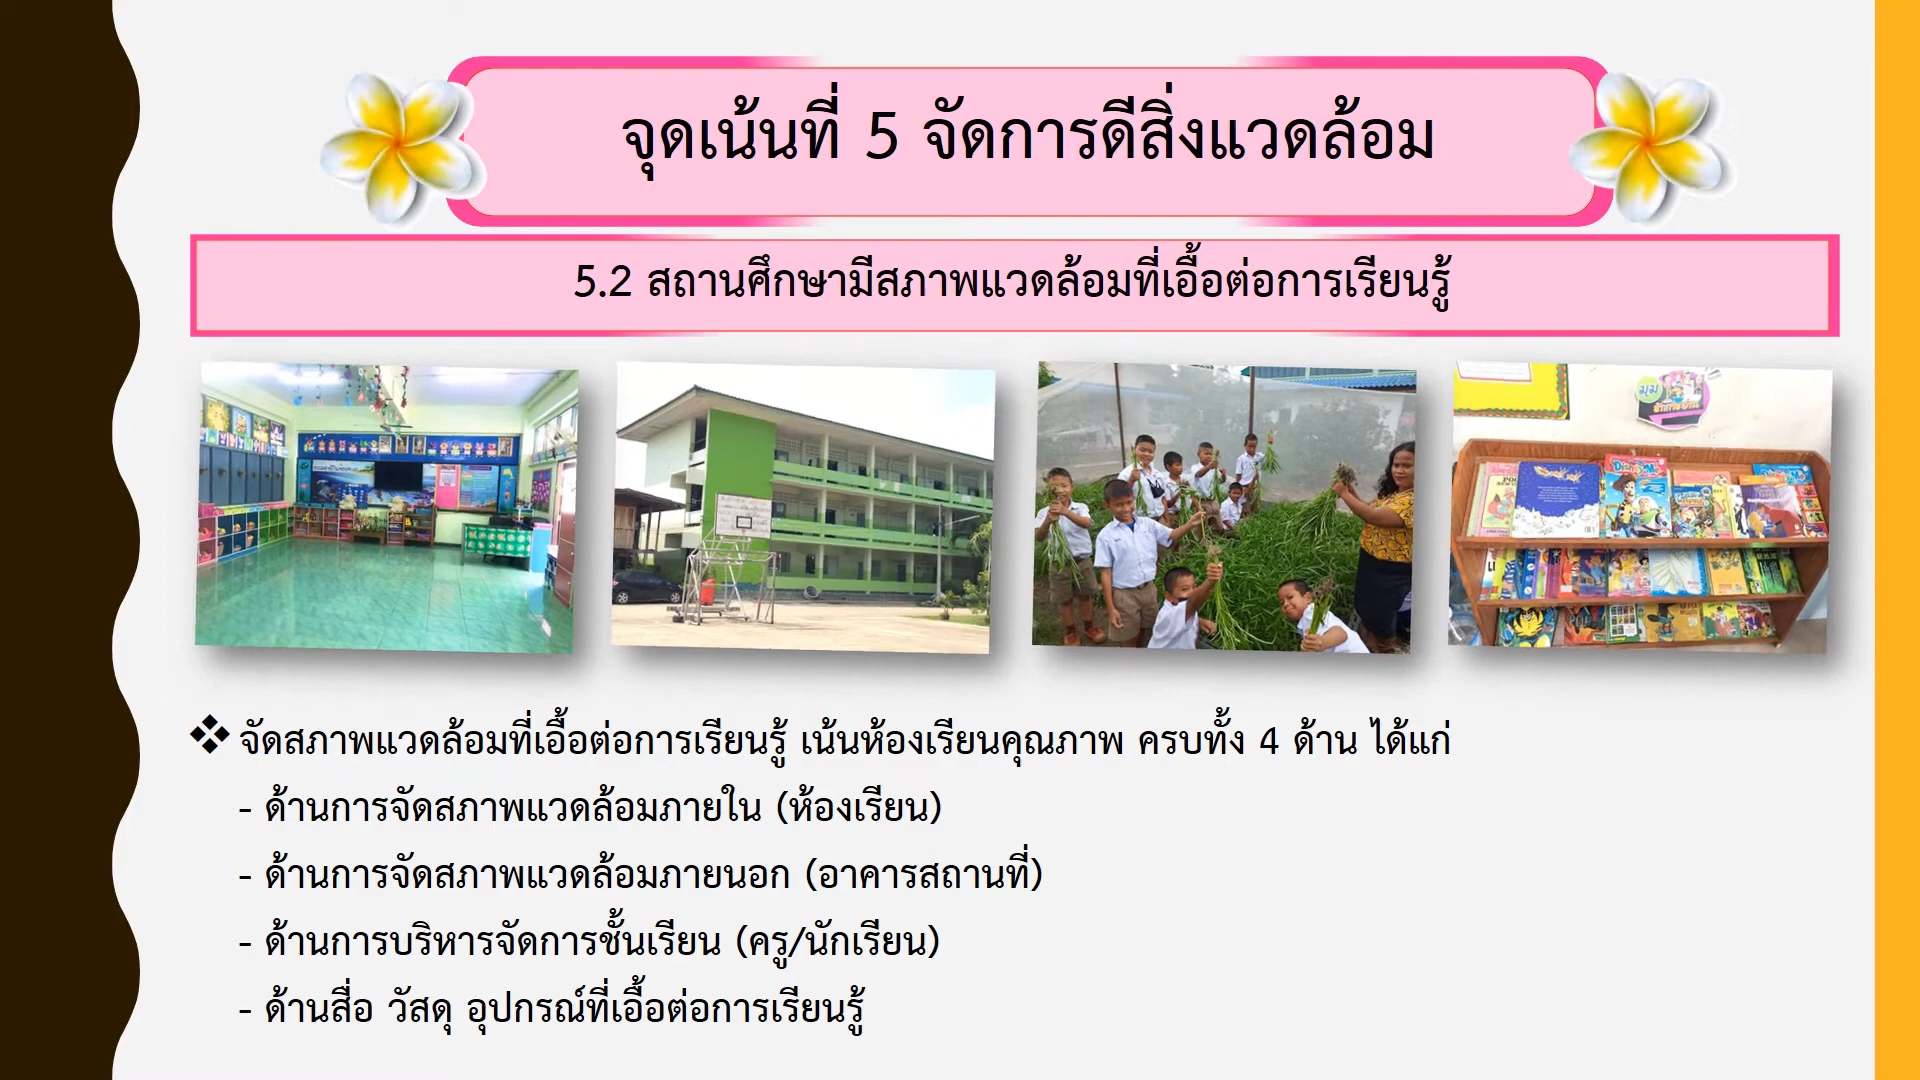 จุดเน้นที่ 5 จัดการดีสิ่งแวดล้อม
5.2 สถานศึกษามีสภาพแวดล้อมที่เอื้อต่อการเรียนรู้
มุม
รักการอ่าน
❖ จัดสภาพแวดล้อมที่เอื้อต่อการเรียนรู้ เน้นห้องเรียนคุณภาพ ครบทั้ง 4 ด้าน ได้แก่
- ด้านการจัดสภาพแวดล้อมภายใน (ห้องเรียน)
- ด้านการจัดสภาพแวดล้อมภายนอก (อาคารสถานที่)
- ด้านการบริหารจัดการชั้นเรียน (ครู/นักเรียน)
- ด้านสื่อ วัสดุ อุปกรณ์ที่เอื้อต่อการเรียนรู้